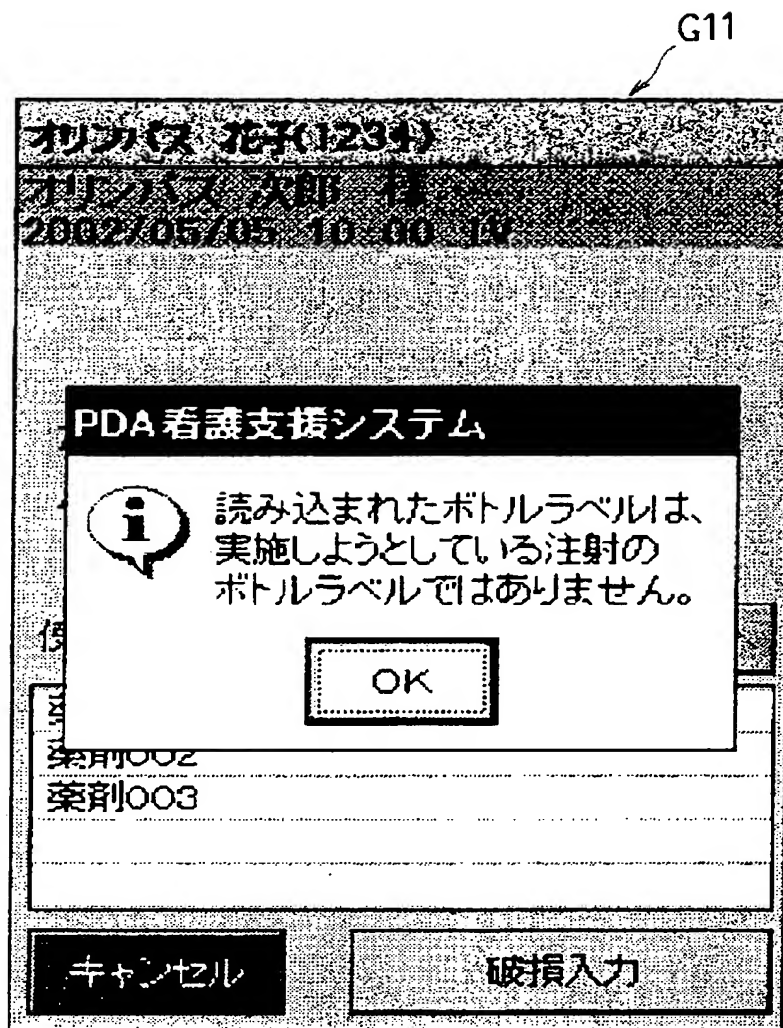 G11
オリンパス 花子(1234)
オリンパス 次郎 様
2002/05/05 10:00 IV
PDA看護支援システム
読み込まれたボトルラベルは、
実施しようとしている注射の
ボトルラベルではありません。
OK
薬剤002
薬剤003
キャンセル
破損入力